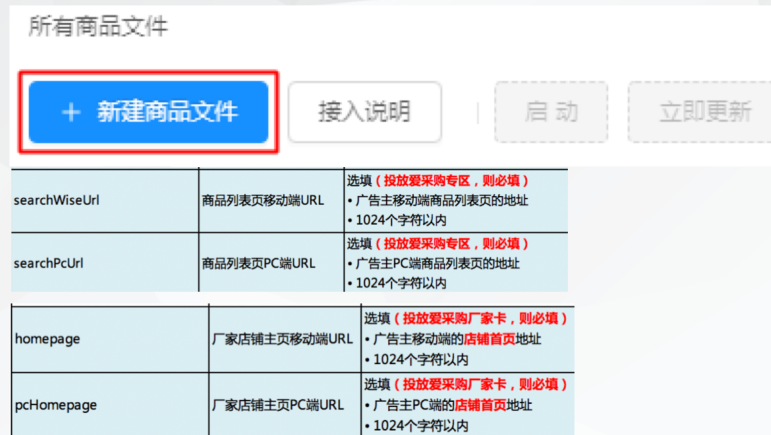 所有商品文件
+ 新建商品文件 接入说明 启动 立即更新
searchWiseUrl 商品列表页移动端URL 选填（投放爱采购专区，则必填）
• 广告主移动端商品列表页的地址
• 1024个字符以内
searchPcUrl 商品列表页PC端URL 选填（投放爱采购专区，则必填）
• 广告主PC端商品列表页的地址
• 1024个字符以内
homepage 厂家店铺主页移动端URL 选填（投放爱采购厂家卡，则必填）
• 广告主移动端的店铺首页地址
• 1024个字符以内
pcHomepage 厂家店铺主页PC端URL 选填（投放爱采购厂家卡，则必填）
• 广告主PC端的店铺首页地址
• 1024个字符以内